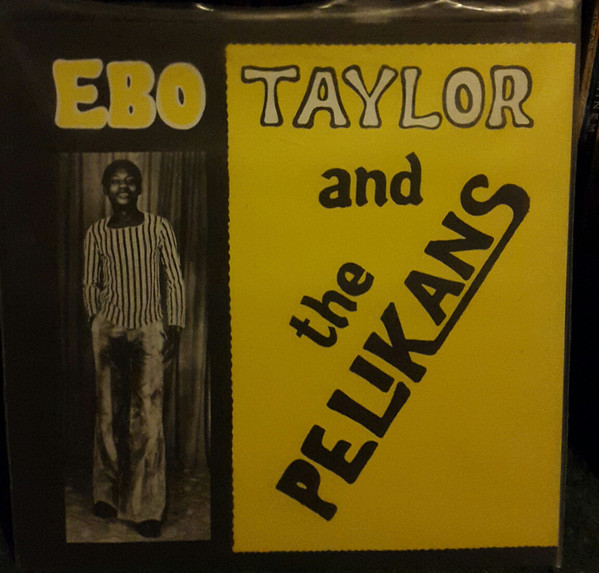 EBO TAYLOR
and
the
PELIKANS